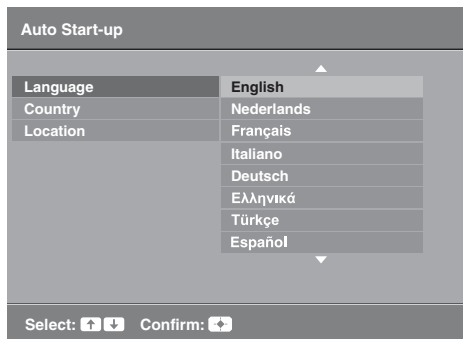 Auto Start-up
Language
Country
Location
English
Nederlands
Français
Italiano
Deutsch
Ελληνικά
Türkçe
Español
Select: Confirm: